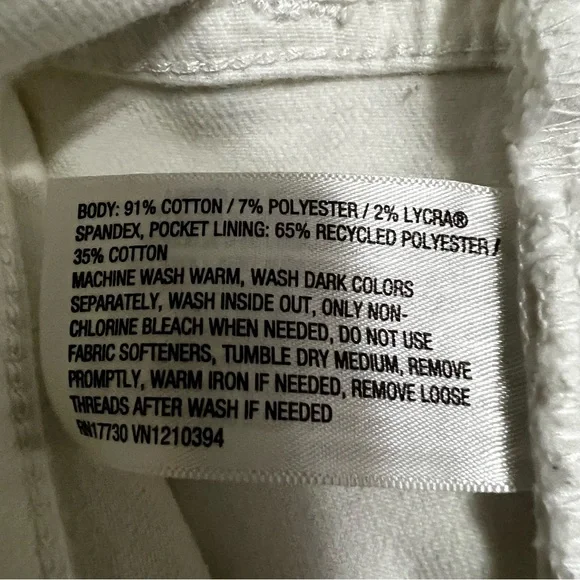 BODY: 91% COTTON / 7% POLYESTER / 2% LYCRA®
SPANDEX, POCKET LINING: 65% RECYCLED POLYESTER /
35% COTTON
MACHINE WASH WARM, WASH DARK COLORS
SEPARATELY, WASH INSIDE OUT, ONLY NON-
CHLORINE BLEACH WHEN NEEDED, DO NOT USE
FABRIC SOFTENERS, TUMBLE DRY MEDIUM, REMOVE
PROMPTLY, WARM IRON IF NEEDED, REMOVE LOOSE
THREADS AFTER WASH IF NEEDED
RN17730 VN1210394